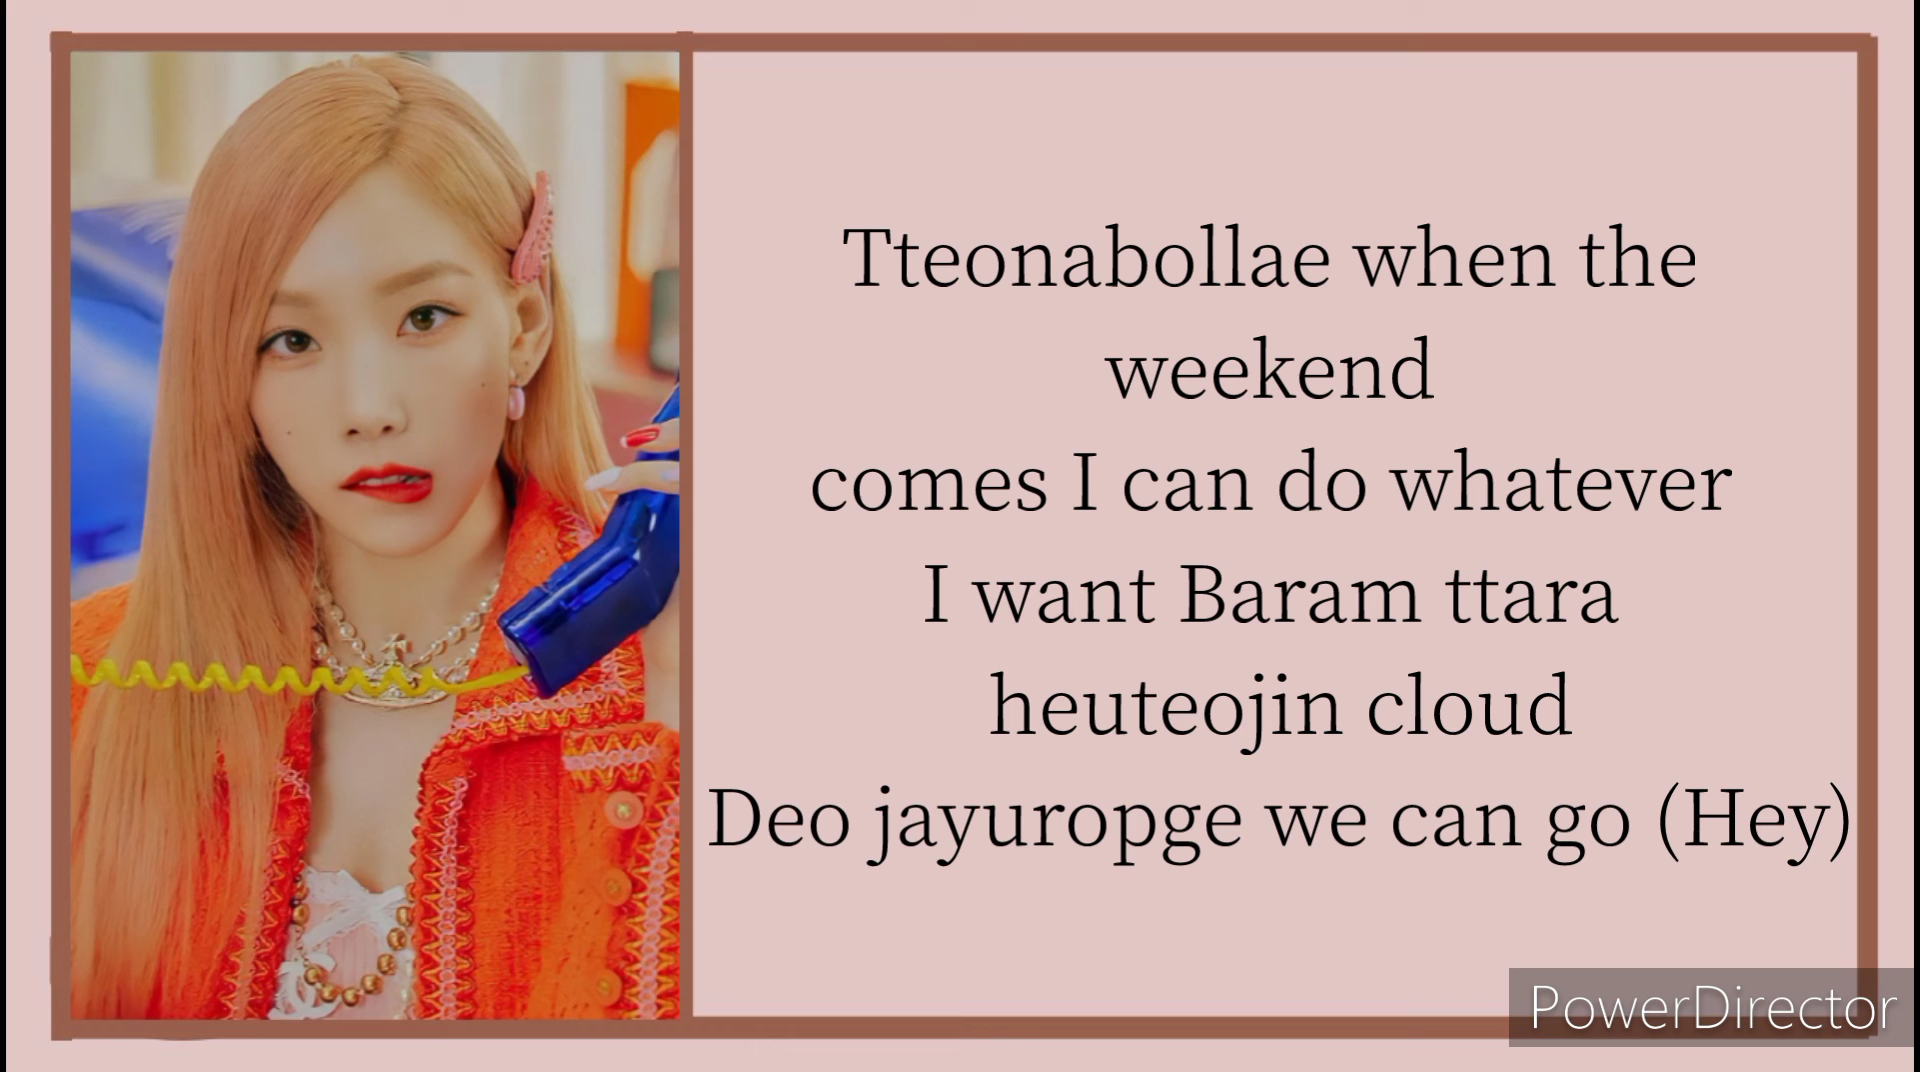 Tteonabollae when the
weekend
comes I can do whatever
I want Baram ttara
heuteojin cloud
Deo jayuropge we can go (Hey)
PowerDirector